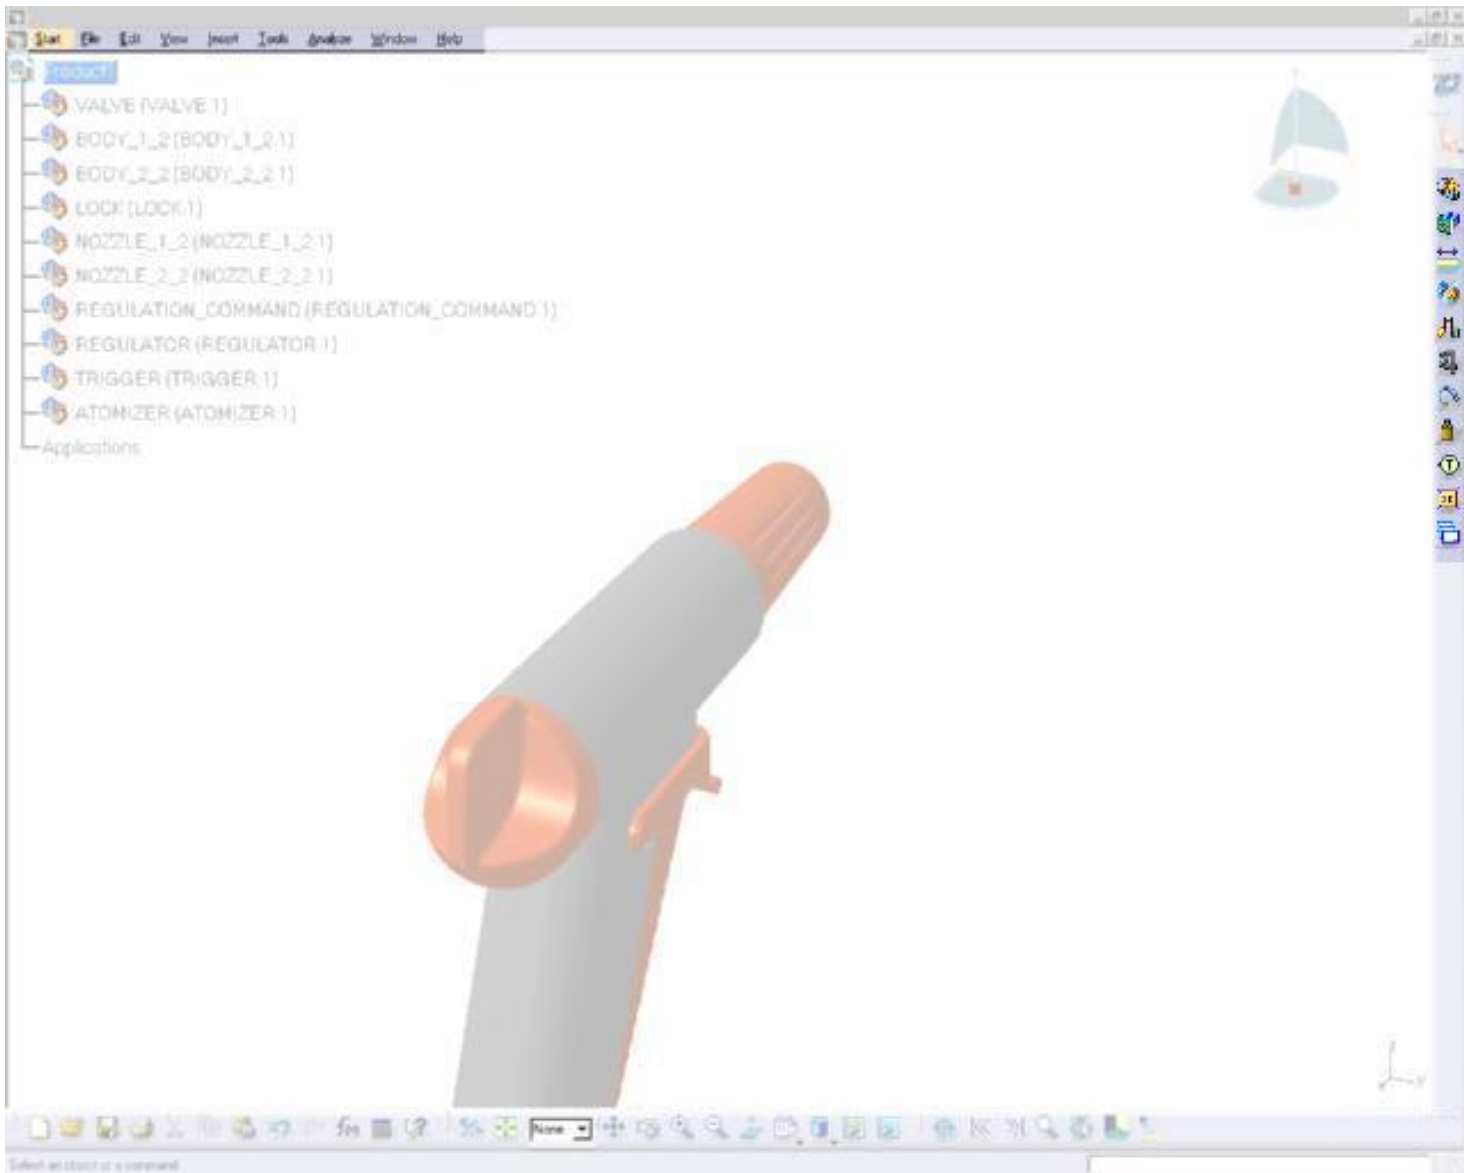 Start File Edit View Insert Tools Analyze Window Help
Product1
VALVE (VALVE.1)
BODY_1_2 (BODY_1_2.1)
BODY_2_2 (BODY_2_2.1)
LOCK (LOCK.1)
NOZZLE_1_2 (NOZZLE_1_2.1)
NOZZLE_2_2 (NOZZLE_2_2.1)
REGULATION_COMMAND (REGULATION_COMMAND.1)
REGULATOR (REGULATOR.1)
TRIGGER (TRIGGER.1)
ATOMIZER (ATOMIZER.1)
Applications
z
y
None
Select an object or a command